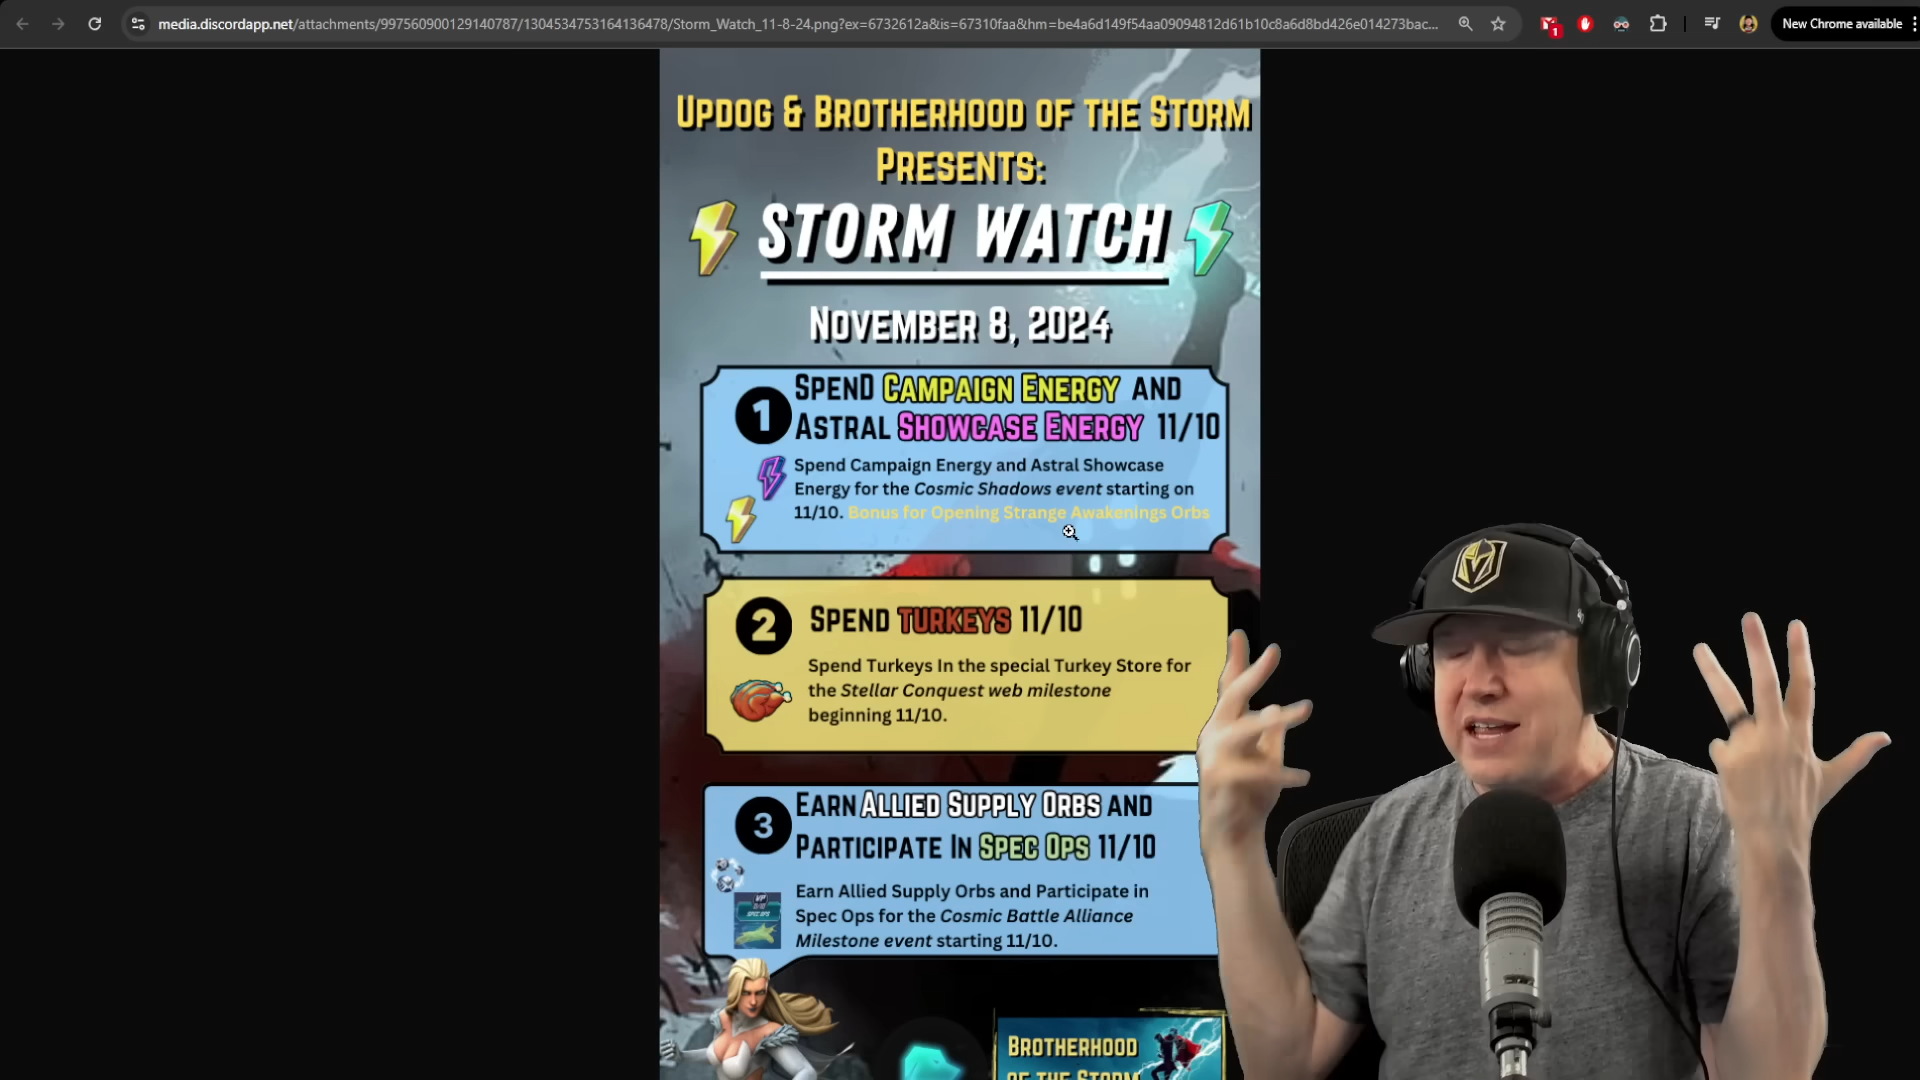 media.discordapp.net/attachments/997560900129140787/1304534753164136478/Storm_Watch_11-8-24.png?ex=6732612a&is=67310faa&hm=be4a6d149f54aa09094812d61b10c8a6d8bd426e014273bac...
1
New Chrome available
UPDOG & BROTHERHOOD OF THE STORM
PRESENTS:
STORM WATCH
NOVEMBER 8, 2024
1
SPEND CAMPAIGN ENERGY AND
ASTRAL SHOWCASE ENERGY 11/10
Spend Campaign Energy and Astral Showcase
Energy for the Cosmic Shadows event starting on
11/10. Bonus for Opening Strange Awakenings Orbs
2
SPEND TURKEYS 11/10
Spend Turkeys In the special Turkey Store for
the Stellar Conquest web milestone
beginning 11/10.
3
EARN ALLIED SUPPLY ORBS AND
PARTICIPATE IN SPEC OPS 11/10
Earn Allied Supply Orbs and Participate in
Spec Ops for the Cosmic Battle Alliance
Milestone event starting 11/10.
SPEC OPS
BROTHERHOOD
OF THE STORM